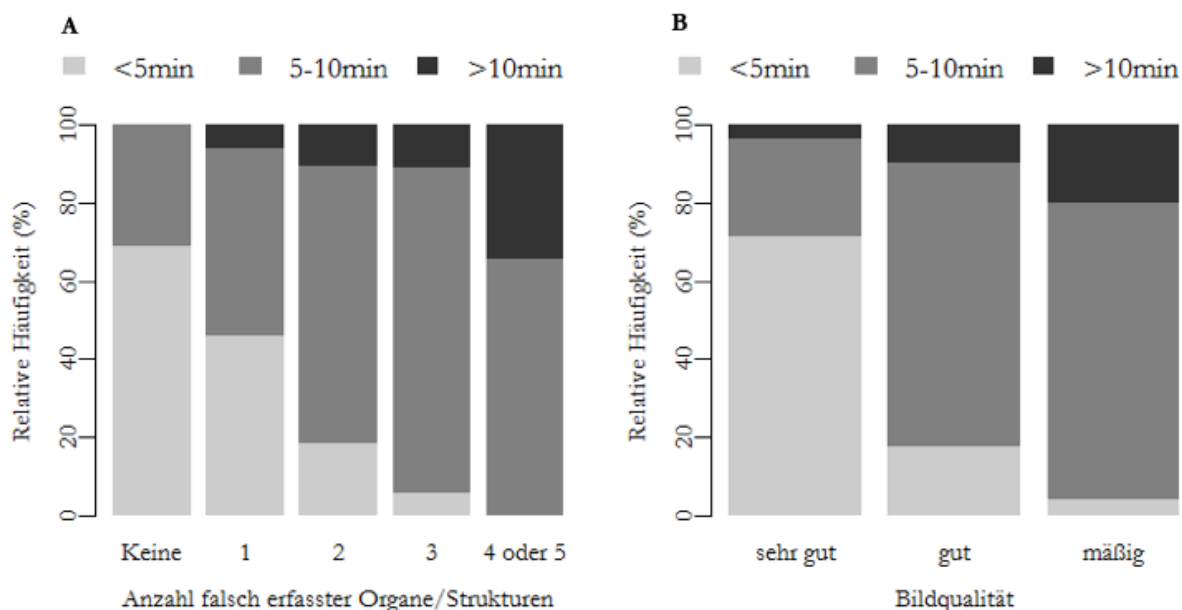 A
<5min 5-10min >10min
Relative Häufigkeit (%)
100
80
60
40
20
0
Keine 1 2 3 4 oder 5
Anzahl falsch erfasster Organe/Strukturen
B
<5min 5-10min >10min
Relative Häufigkeit (%)
100
80
60
40
20
0
sehr gut gut mäßig
Bildqualität